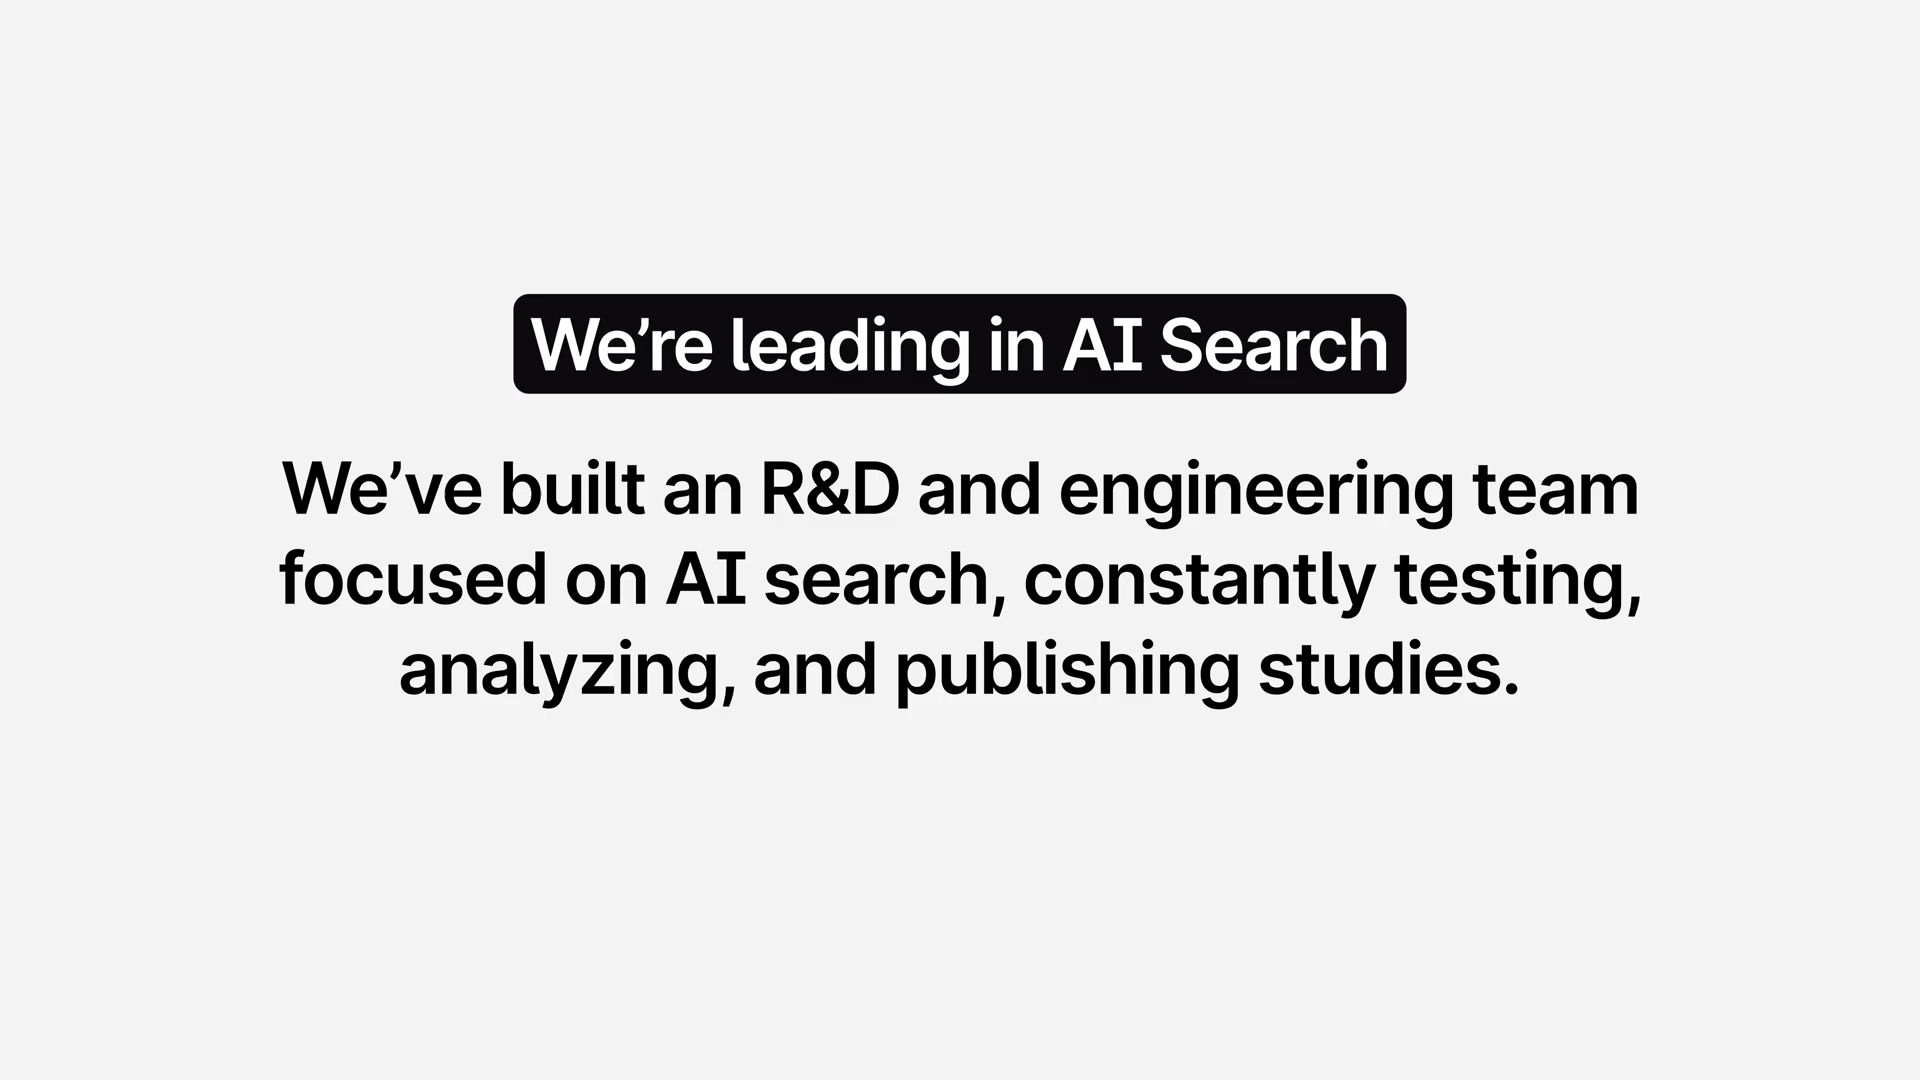 We’re leading in AI Search
We’ve built an R&D and engineering team
focused on AI search, constantly testing,
analyzing, and publishing studies.